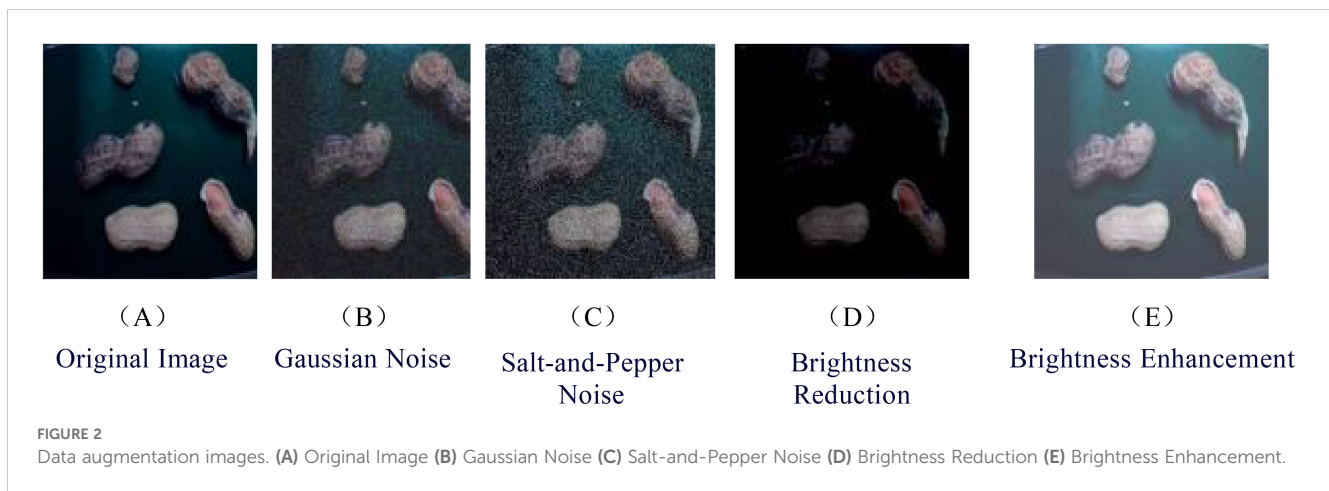 （A）
Original Image
（B）
Gaussian Noise
（C）
Salt-and-Pepper
Noise
（D）
Brightness
Reduction
（E）
Brightness Enhancement
FIGURE 2
Data augmentation images. (A) Original Image (B) Gaussian Noise (C) Salt-and-Pepper Noise (D) Brightness Reduction (E) Brightness Enhancement.